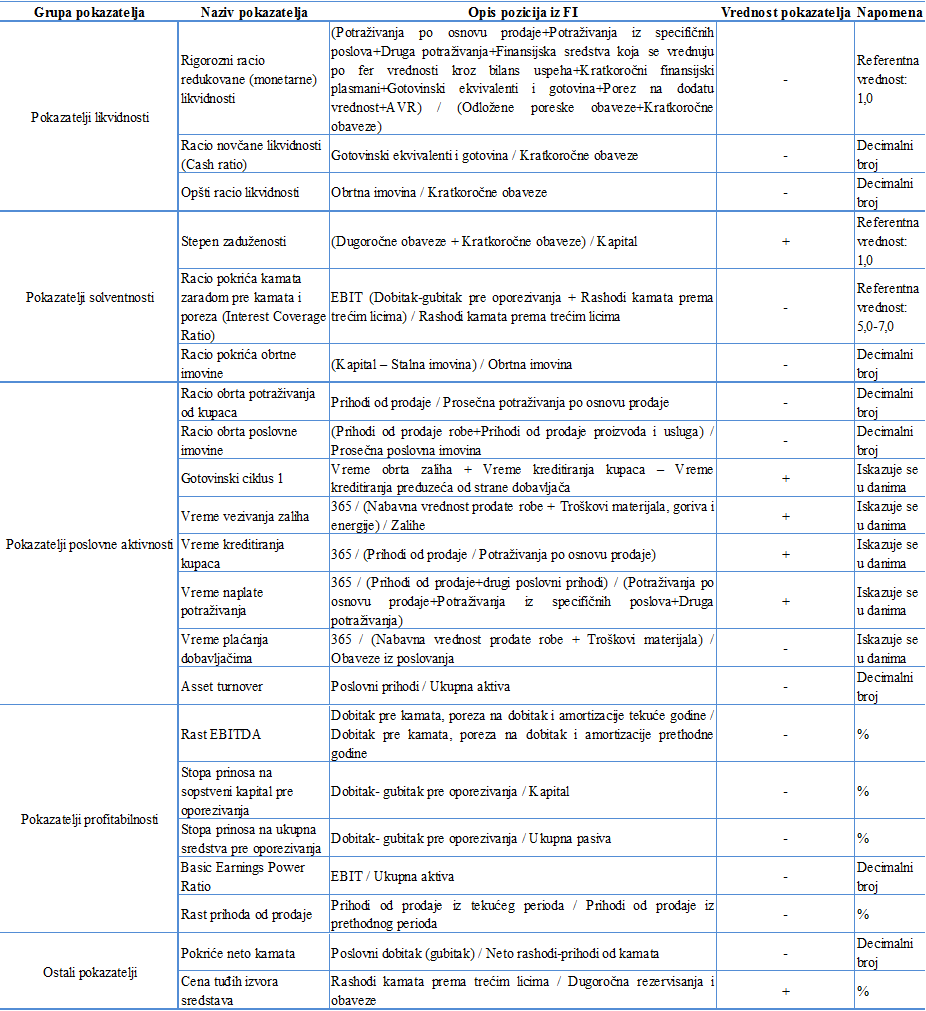 Grupa pokazatelja Naziv pokazatelja Opis pozicija iz FI Vrednost pokazatelja Napomena
Pokazatelji likvidnosti
Rigorozni racio
redukovane (monetarne)
likvidnosti
(Potraživanja po osnovu prodaje+Potraživanja iz specifičnih
poslova+Druga potraživanja+Finansijska sredstva koja se vrednuju
po fer vrednosti kroz bilans uspeha+Kratkoročni finansijski
plasmani+Gotovinski ekvivalenti i gotovina+Porez na dodatu
vrednost+AVR) / (Odložene poreske obaveze+Kratkoročne
obaveze)
-
Referentna
vrednost:
1,0
Racio novčane likvidnosti
(Cash ratio)
Gotovinski ekvivalenti i gotovina / Kratkoročne obaveze
-
Decimalni
broj
Opšti racio likvidnosti
Obrtna imovina / Kratkoročne obaveze
-
Decimalni
broj
Pokazatelji solventnosti
Stepen zaduženosti
(Dugoročne obaveze + Kratkoročne obaveze) / Kapital
+
Referentna
vrednost:
1,0
Racio pokrića kamata
zaradom pre kamata i
poreza (Interest Coverage
Ratio)
EBIT (Dobitak-gubitak pre oporezivanja + Rashodi kamata prema
trećim licima) / Rashodi kamata prema trećim licima
-
Referentna
vrednost:
5,0-7,0
Racio pokrića obrtne
imovine
(Kapital – Stalna imovina) / Obrtna imovina
-
Decimalni
broj
Pokazatelji poslovne aktivnosti
Racio obrta potraživanja
od kupaca
Prihodi od prodaje / Prosečna potraživanja po osnovu prodaje
-
Decimalni
broj
Racio obrta poslovne
imovine
(Prihodi od prodaje robe+Prihodi od prodaje proizvoda i usluga) /
Prosečna poslovna imovina
-
Decimalni
broj
Gotovinski ciklus 1
Vreme obrta zaliha + Vreme kreditiranja kupaca – Vreme
kreditiranja preduzeća od strane dobavljača
+
Iskazuje se
u danima
Vreme vezivanja zaliha
365 / (Nabavna vrednost prodate robe + Troškovi materijala, goriva i
energije) / Zalihe
+
Iskazuje se
u danima
Vreme kreditiranja
kupaca
365 / (Prihodi od prodaje / Potraživanja po osnovu prodaje)
+
Iskazuje se
u danima
Vreme naplate
potraživanja
365 / (Prihodi od prodaje+drugi poslovni prihodi) / (Potraživanja po
osnovu prodaje+Potraživanja iz specifičnih poslova+Druga
potraživanja)
+
Iskazuje se
u danima
Vreme plaćanja
dobavljačima
365 / (Nabavna vrednost prodate robe + Troškovi materijala) /
Obaveze iz poslovanja
-
Iskazuje se
u danima
Asset turnover
Poslovni prihodi / Ukupna aktiva
-
Decimalni
broj
Pokazatelji profitabilnosti
Rast EBITDA
Dobitak pre kamata, poreza na dobitak i amortizacije tekuće godine /
Dobitak pre kamata, poreza na dobitak i amortizacije prethodne
godine
-
%
Stopa prinosa na
sopstveni kapital pre
oporezivanja
Dobitak- gubitak pre oporezivanja / Kapital
-
%
Stopa prinosa na ukupna
sredstva pre oporezivanja
Dobitak- gubitak pre oporezivanja / Ukupna pasiva
-
%
Basic Earnings Power
Ratio
EBIT / Ukupna aktiva
-
Decimalni
broj
Rast prihoda od prodaje
Prihodi od prodaje iz tekućeg perioda / Prihodi od prodaje iz
prethodnog perioda
-
%
Ostali pokazatelji
Pokriće neto kamata
Poslovni dobitak (gubitak) / Neto rashodi-prihodi od kamata
-
Decimalni
broj
Cena tuđih izvora
sredstava
Rashodi kamata prema trećim licima / Dugoročna rezervisanja i
obaveze
+
%